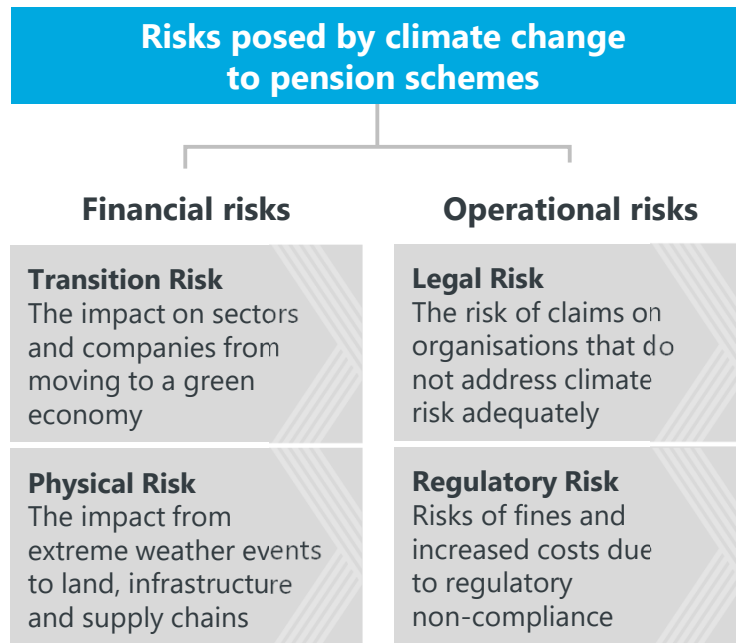 Risks posed by climate change
to pension schemes
Financial risks
Operational risks
Transition Risk
The impact on sectors
and companies from
moving to a green
economy
Legal Risk
The risk of claims on
organisations that do
not address climate
risk adequately
Physical Risk
The impact from
extreme weather events
to land, infrastructure
and supply chains
Regulatory Risk
Risks of fines and
increased costs due
to regulatory
non-compliance